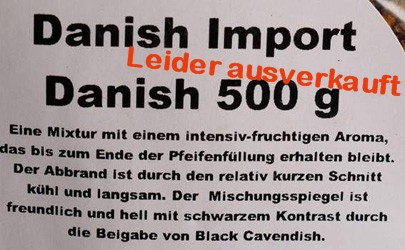 Danish Import
Leider ausverkauft
Danish 500 g
Eine Mixtur mit einem intensiv-fruchtigen Aroma,
das bis zum Ende der Pfeifenfüllung erhalten bleibt.
Der Abbrand ist durch den relativ kurzen Schnitt
kühl und langsam. Der Mischungsspiegel ist
freundlich und hell mit schwarzem Kontrast durch
die Beigabe von Black Cavendish.